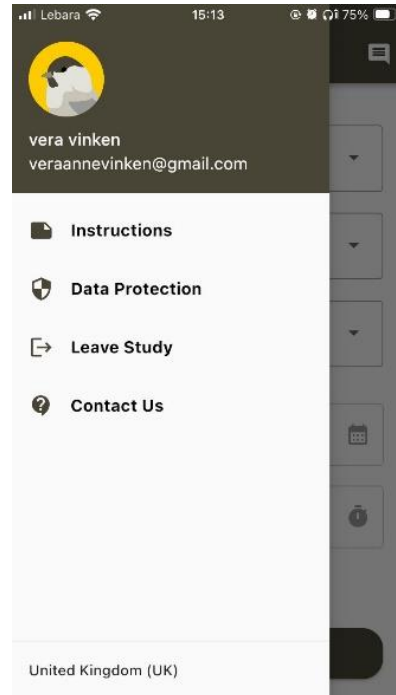 Lebara 15:13 75%
vera vinken
veraannevinken@gmail.com
Instructions
Data Protection
Leave Study
Contact Us
United Kingdom (UK)